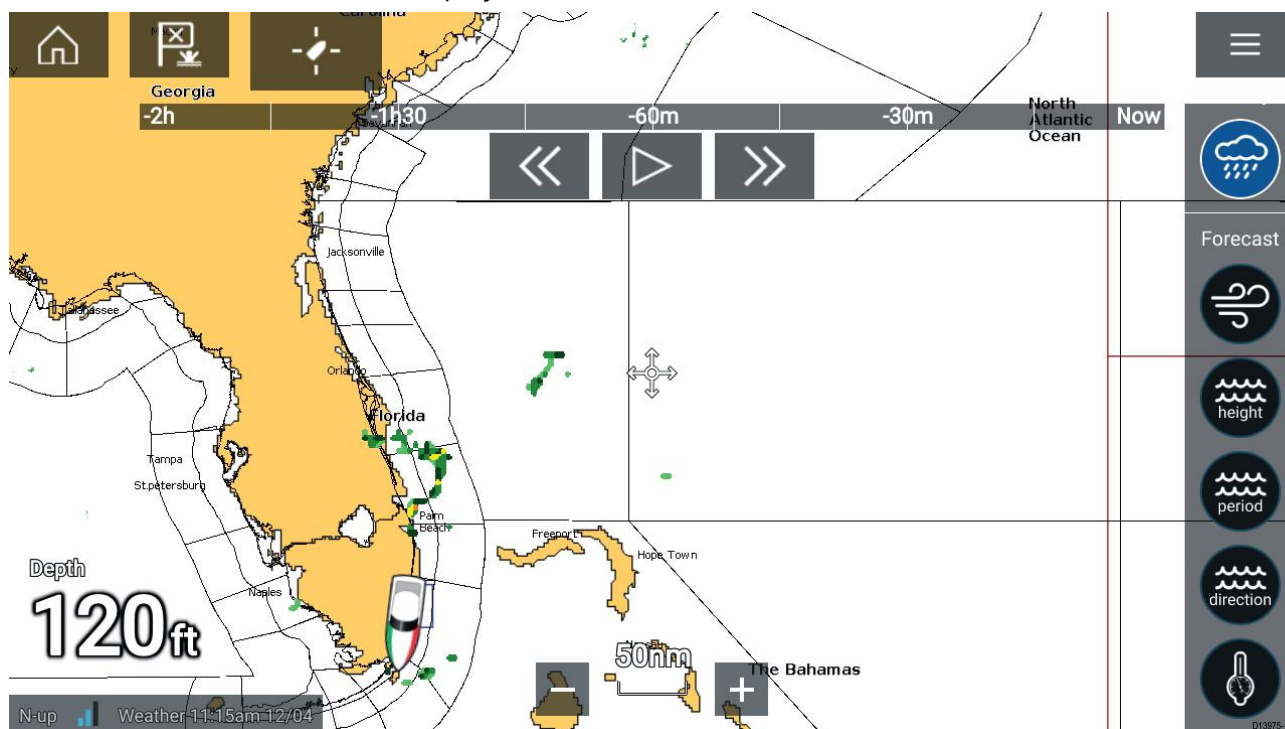 Carolina
Georgia
-2h
-1h30
-60m
-30m
Now
North
Atlantic
Ocean
Forecast
Jacksonville
Tallahassee
Orlando
Florida
height
Tampa
St.petersburg
period
Palm
Beach
Freeport
Hope Town
Depth
120ft
Naples
direction
50nm
The Bahamas
N-up
Weather 11:15am 12/04
D13975-